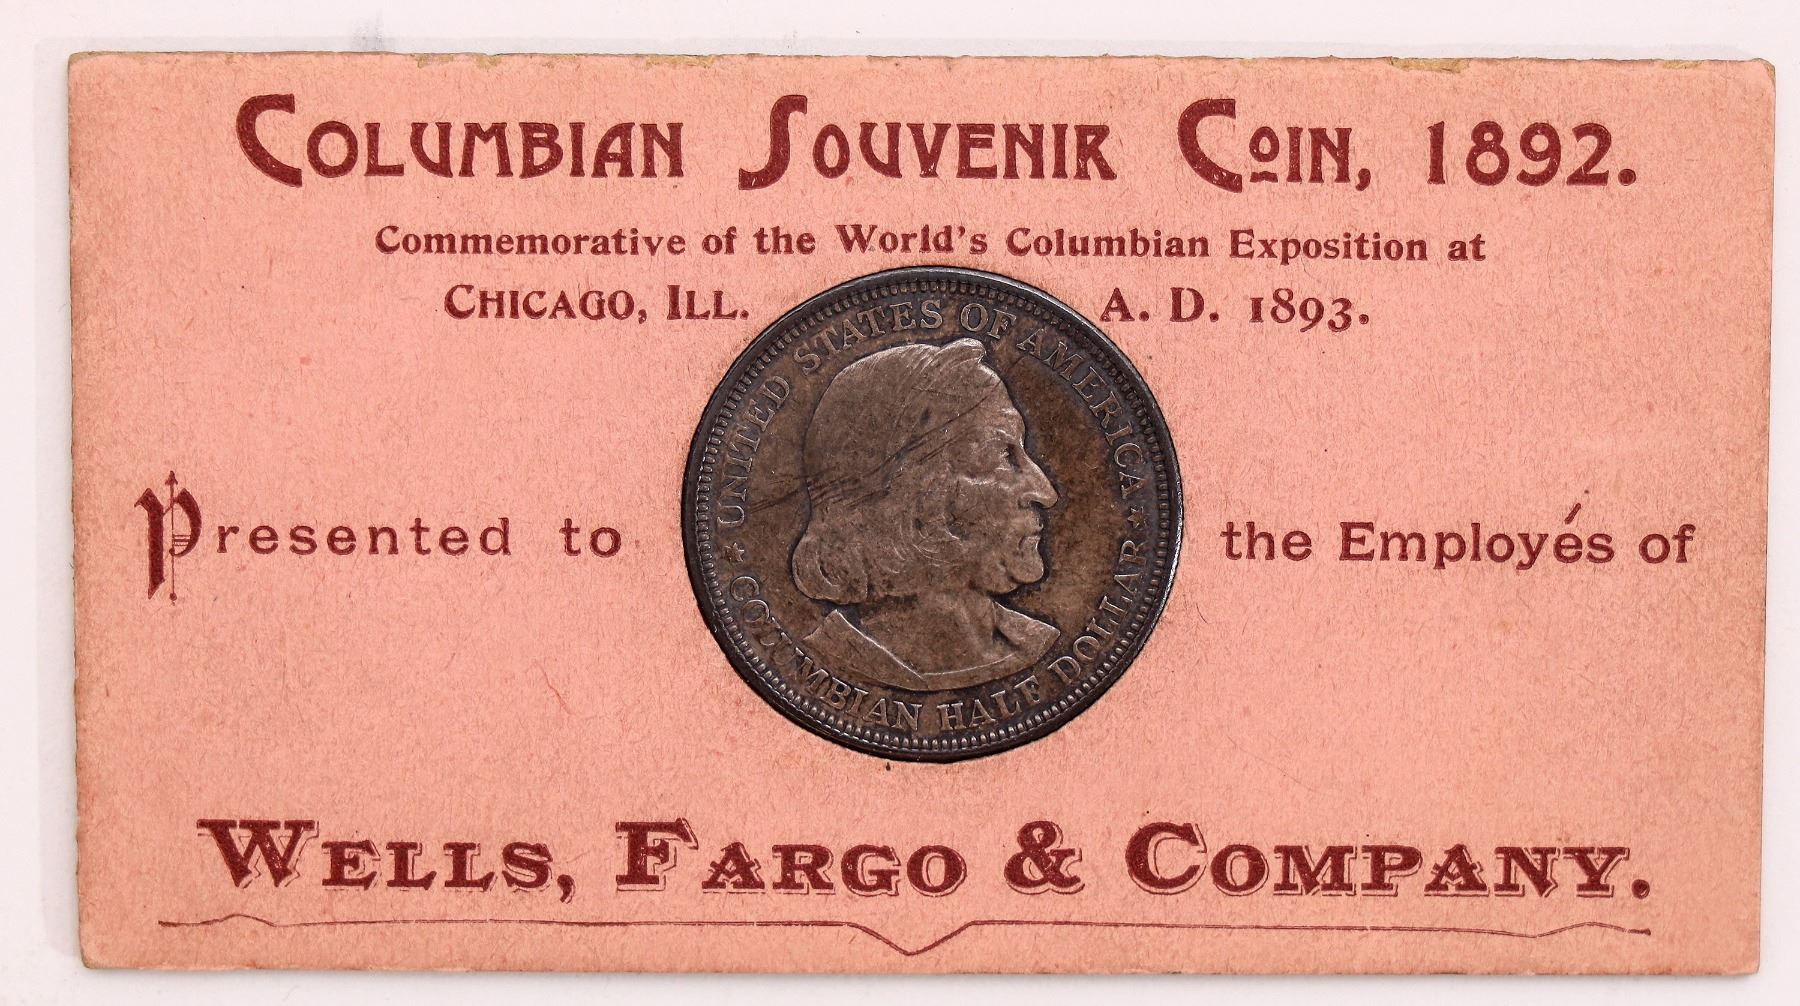 COLUMBIAN SOUVENIR COIN, 1892.
Commemorative of the World's Columbian Exposition at
CHICAGO, ILL. A. D. 1893.
UNITED STATES OF AMERICA
Presented to the Employés of
★ COLUMBIAN HALF DOLLAR ★
WELLS, FARGO & COMPANY.